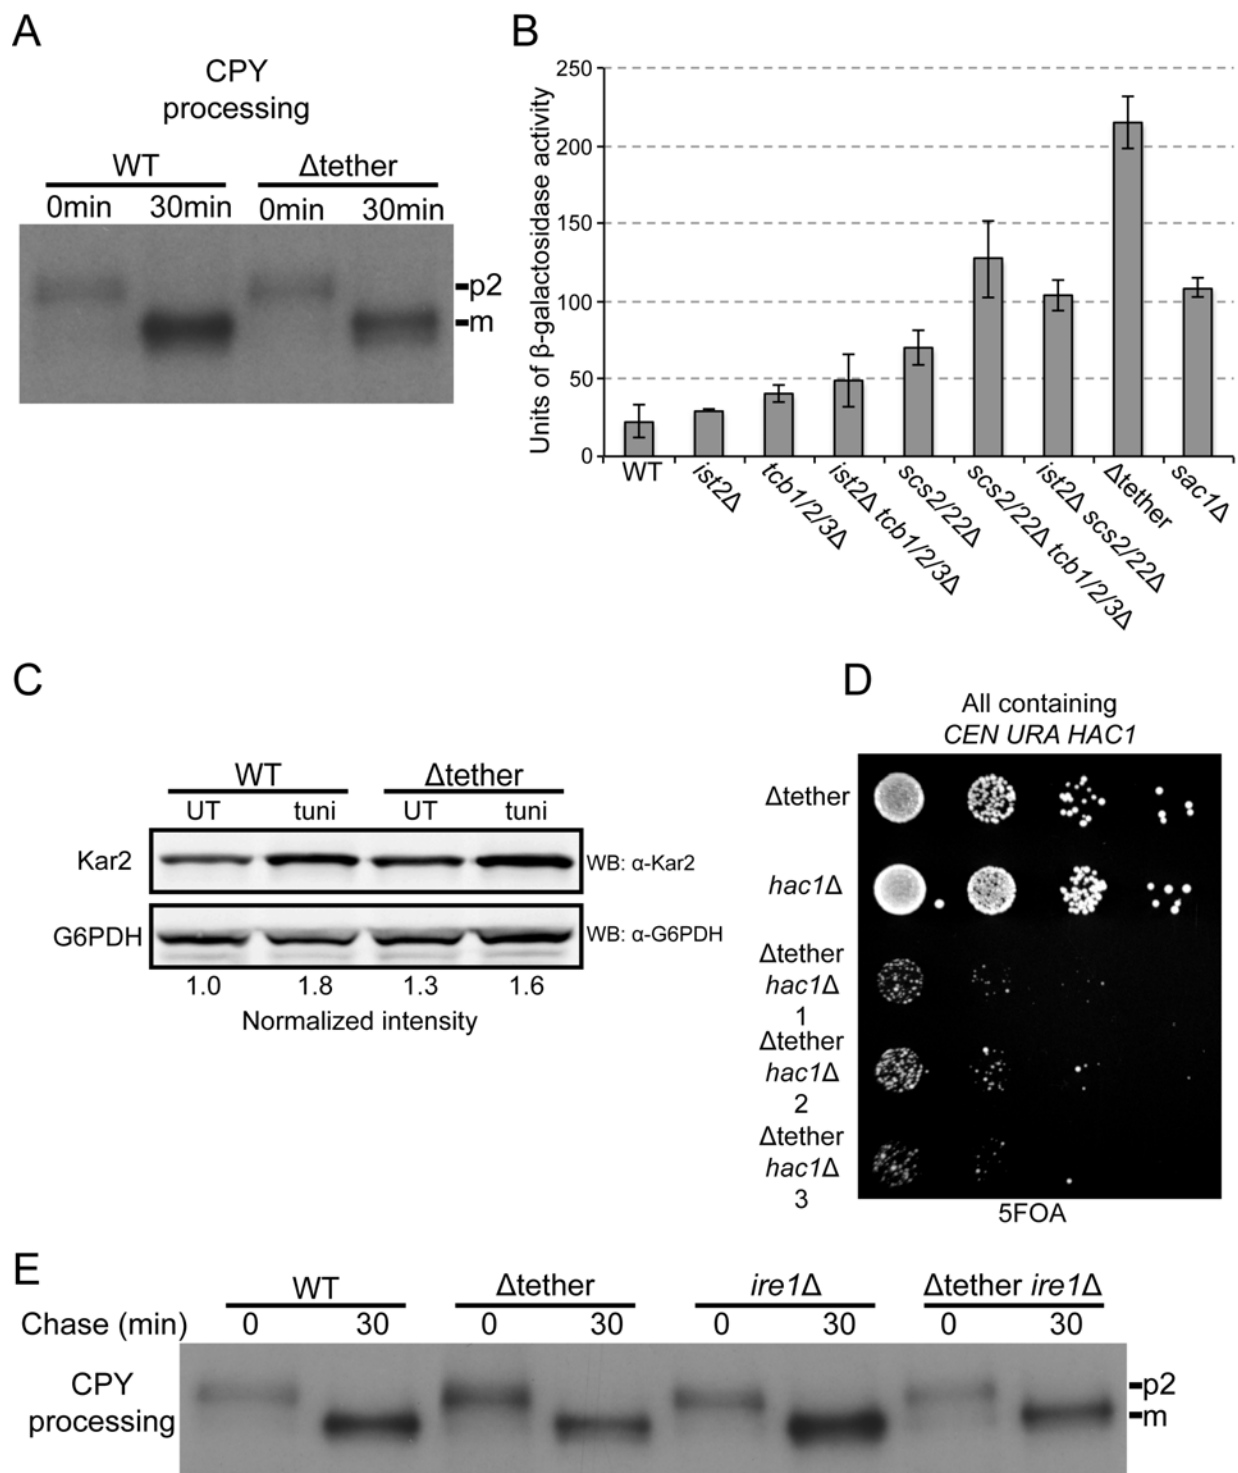 A
CPY
processing
WT Δtether
0min 30min 0min 30min
p2
m
B
Units of β-galactosidase activity
250
200
150
100
50
0
WT
ist2Δ
tcb1/2/3Δ
ist2Δ tcb1/2/3Δ
scs2/22Δ
scs2/22Δ tcb1/2/3Δ
ist2Δ scs2/22Δ
Δtether
sac1Δ
C
WT Δtether
UT tuni UT tuni
Kar2 WB: α-Kar2
G6PDH WB: α-G6PDH
1.0 1.8 1.3 1.6
Normalized intensity
D
All containing
CEN URA HAC1
Δtether
hac1Δ
Δtether
hac1Δ
1
Δtether
hac1Δ
2
Δtether
hac1Δ
3
5FOA
E
WT Δtether ire1Δ Δtether ire1Δ
Chase (min) 0 30 0 30 0 30 0 30
CPY
processing
p2
m